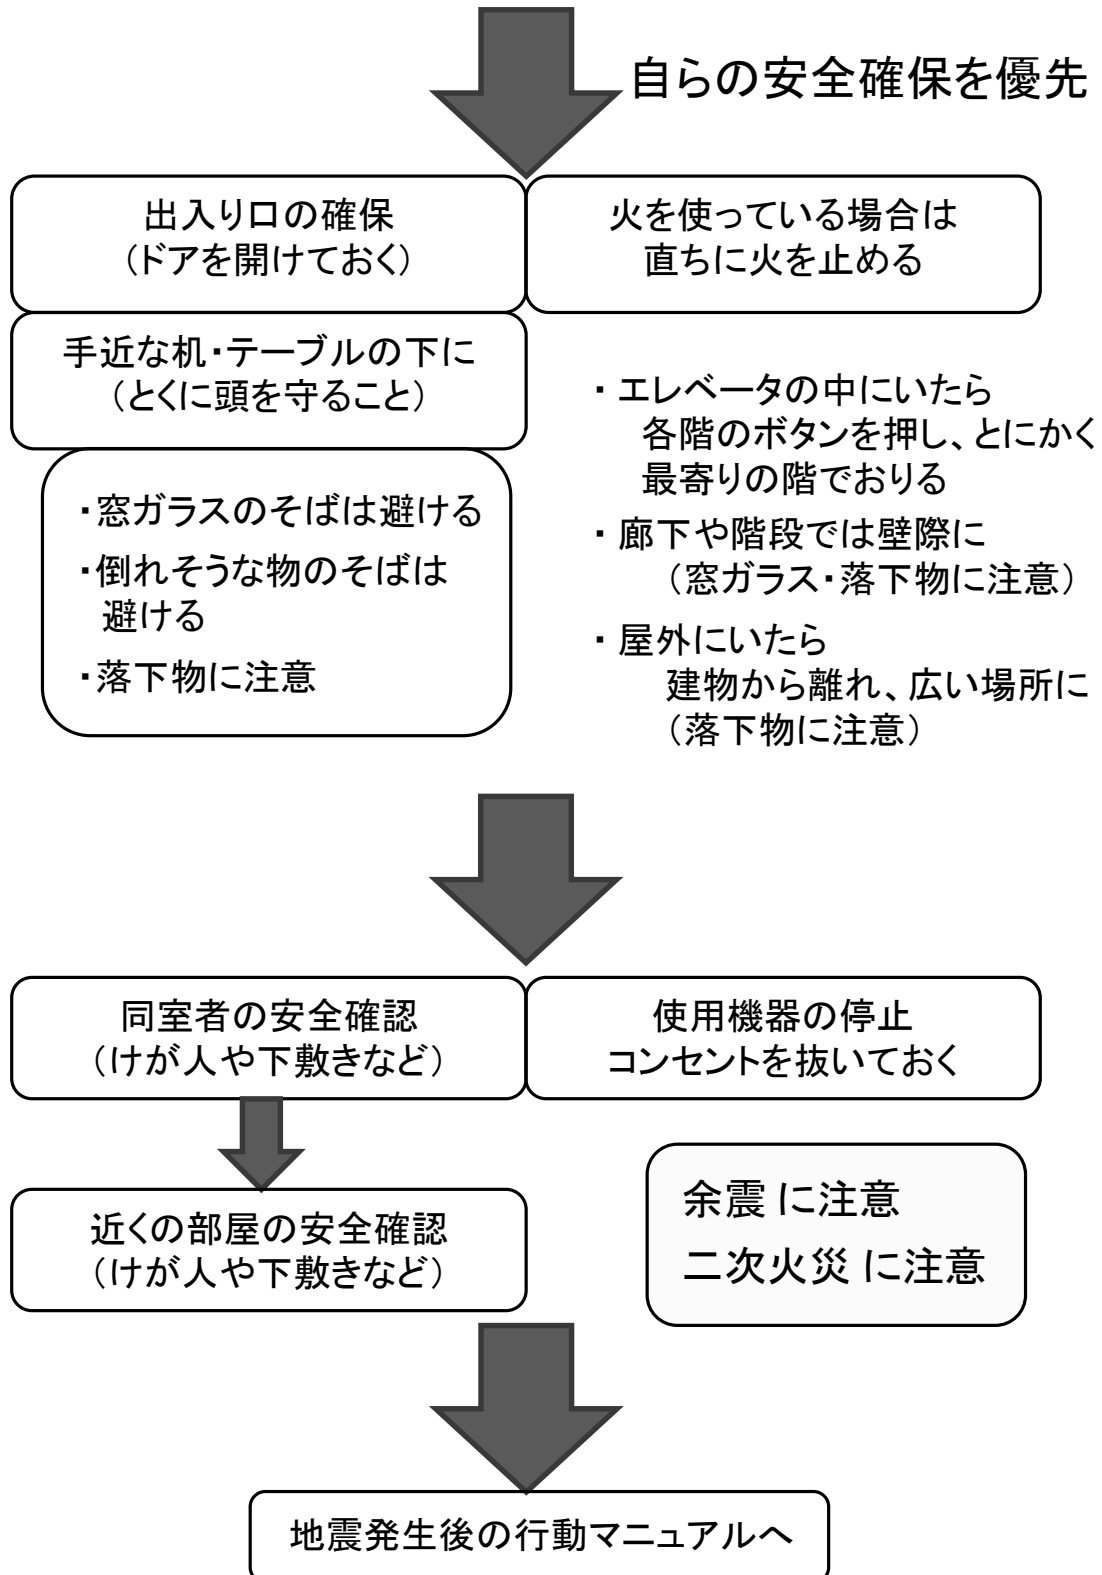 自らの安全確保を優先
出入り口の確保
（ドアを開けておく）
火を使っている場合は
直ちに火を止める
手近な机・テーブルの下に
（とくに頭を守ること）
・窓ガラスのそばは避ける
・倒れそうな物のそばは
避ける
・落下物に注意
・エレベータの中にいたら
各階のボタンを押し、とにかく
最寄りの階でおりる
・廊下や階段では壁際に
（窓ガラス・落下物に注意）
・屋外にいたら
建物から離れ、広い場所に
（落下物に注意）
同室者の安全確認
（けが人や下敷きなど）
使用機器の停止
コンセントを抜いておく
近くの部屋の安全確認
（けが人や下敷きなど）
余震 に注意
二次火災 に注意
地震発生後の行動マニュアルへ